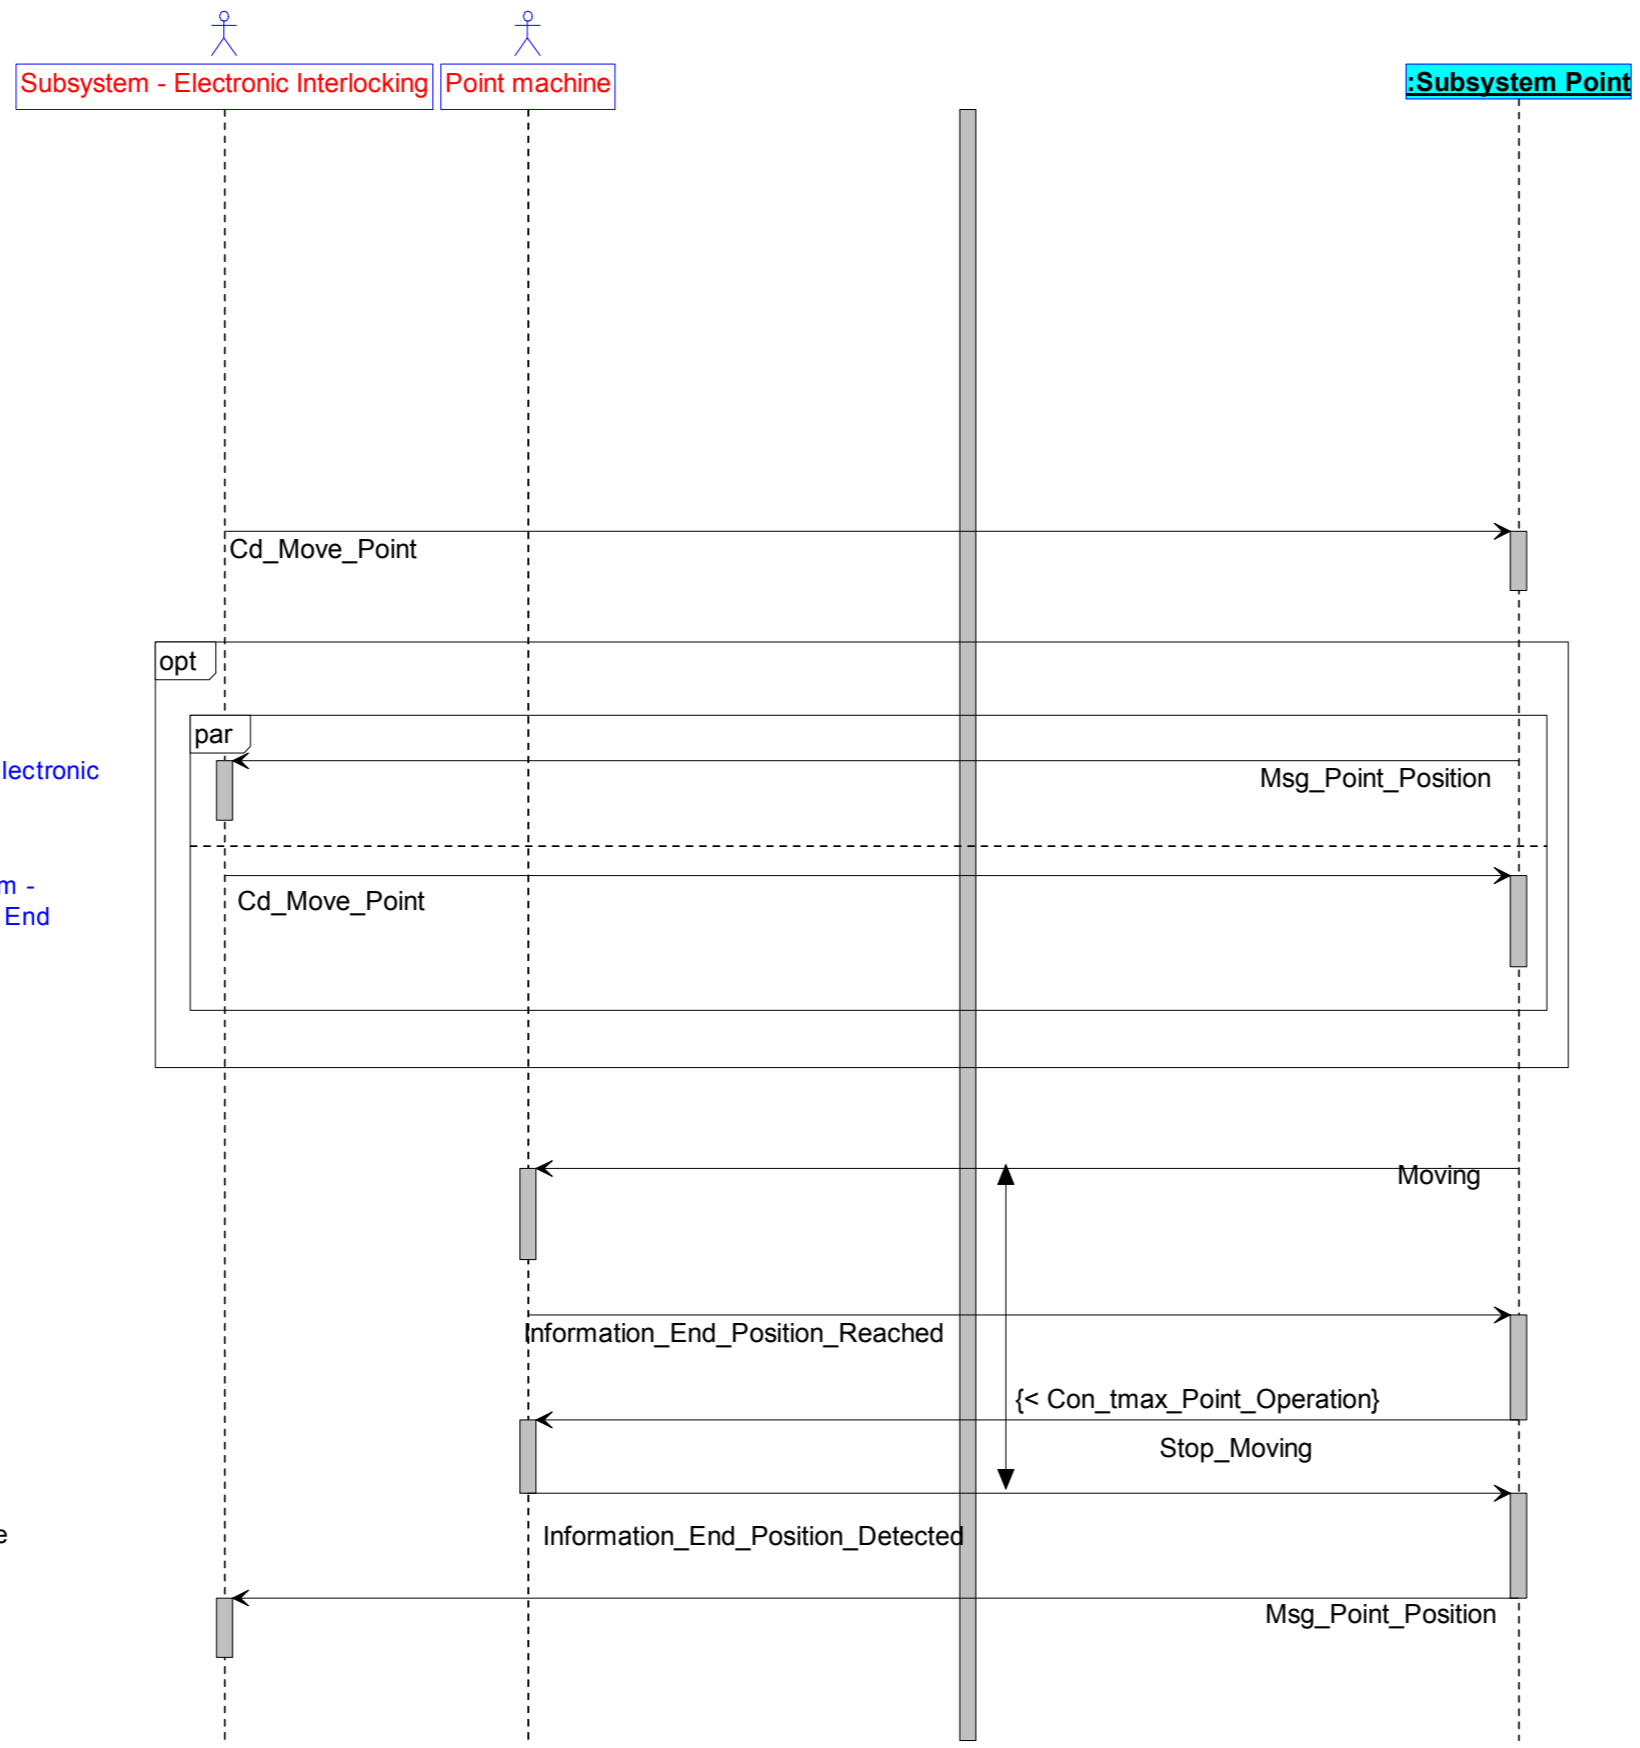 Subsystem - Electronic Interlocking
Point machine
:Subsystem Point
Cd_Move_Point
opt
par
lectronic
Msg_Point_Position
m -
End
Cd_Move_Point
Moving
Information_End_Position_Reached
{< Con_tmax_Point_Operation}
Stop_Moving
e
Information_End_Position_Detected
Msg_Point_Position